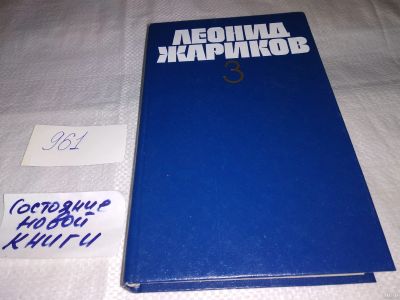 ЛЕОНИД
ЖАРИКОВ
3
961
Состояние
новой
книги